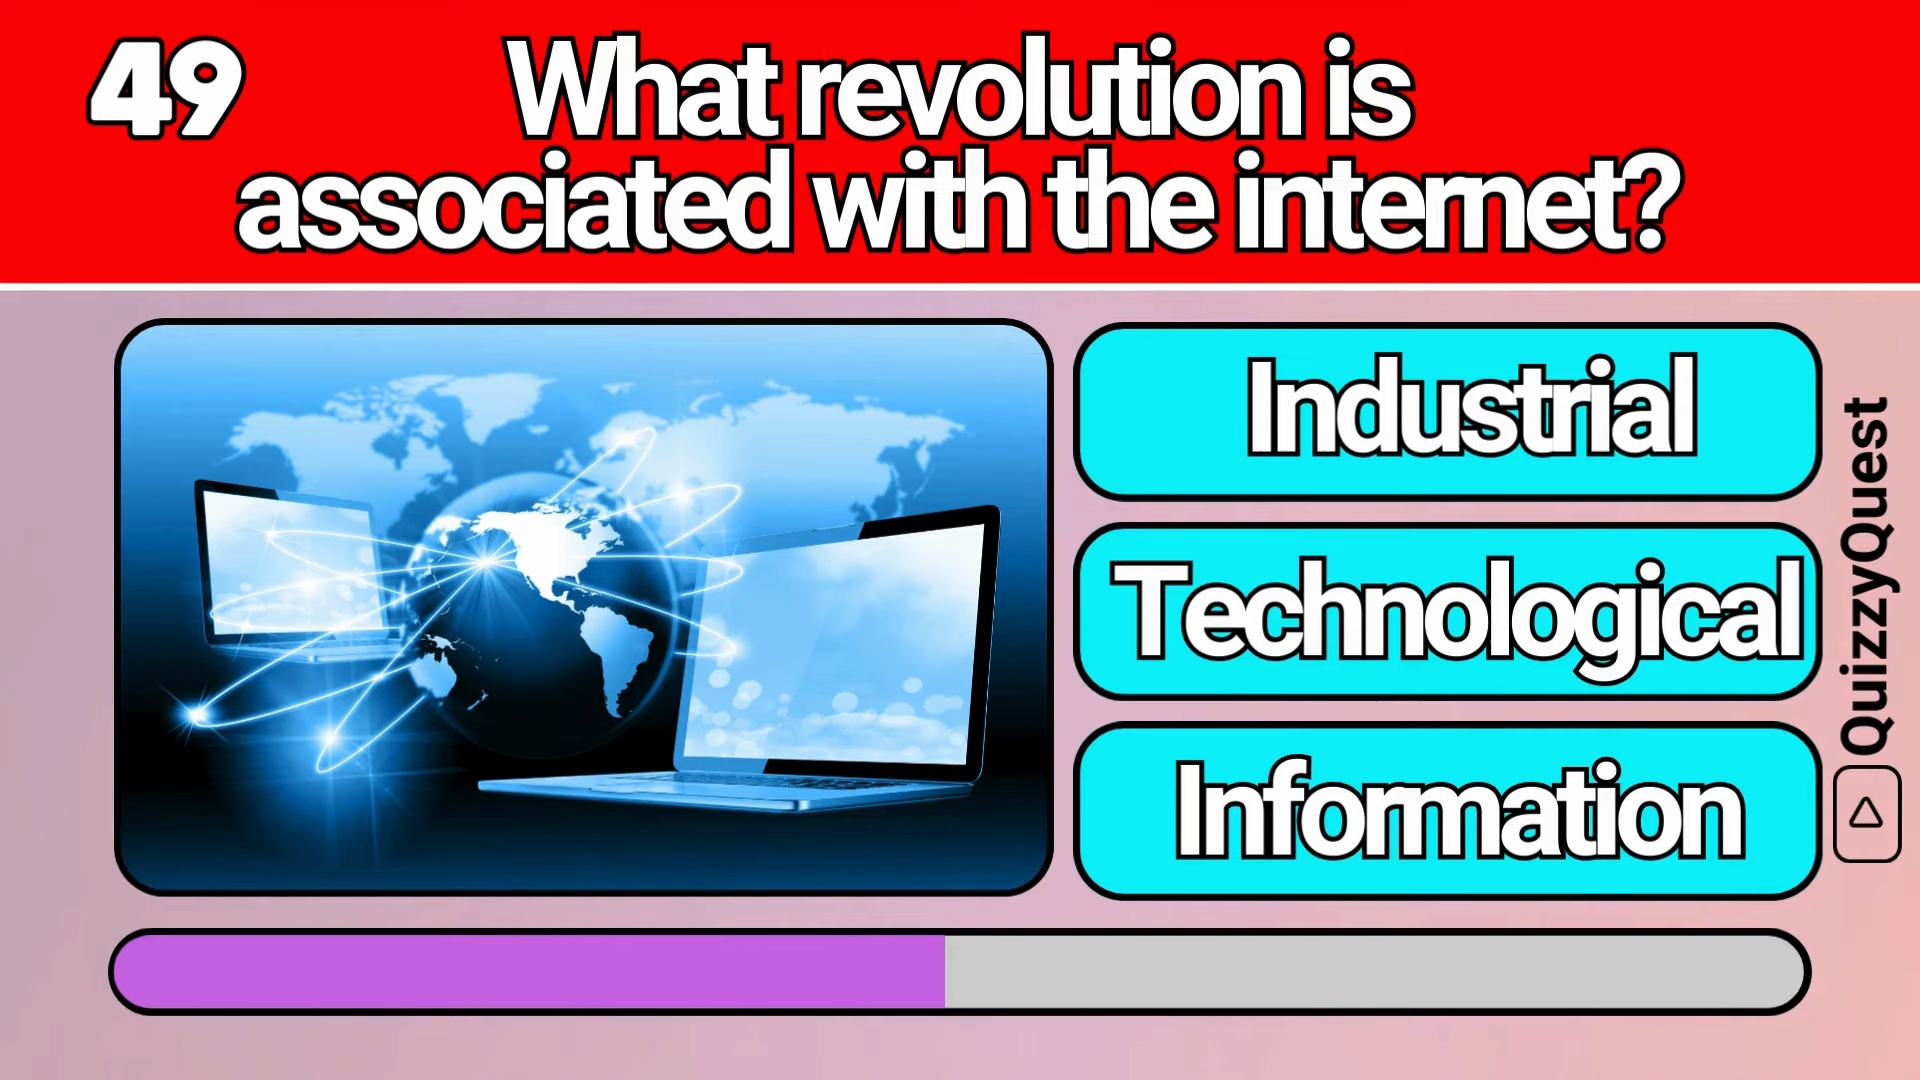 49
What revolution is
associated with the internet?
Industrial
Technological
Information
QuizzyQuest